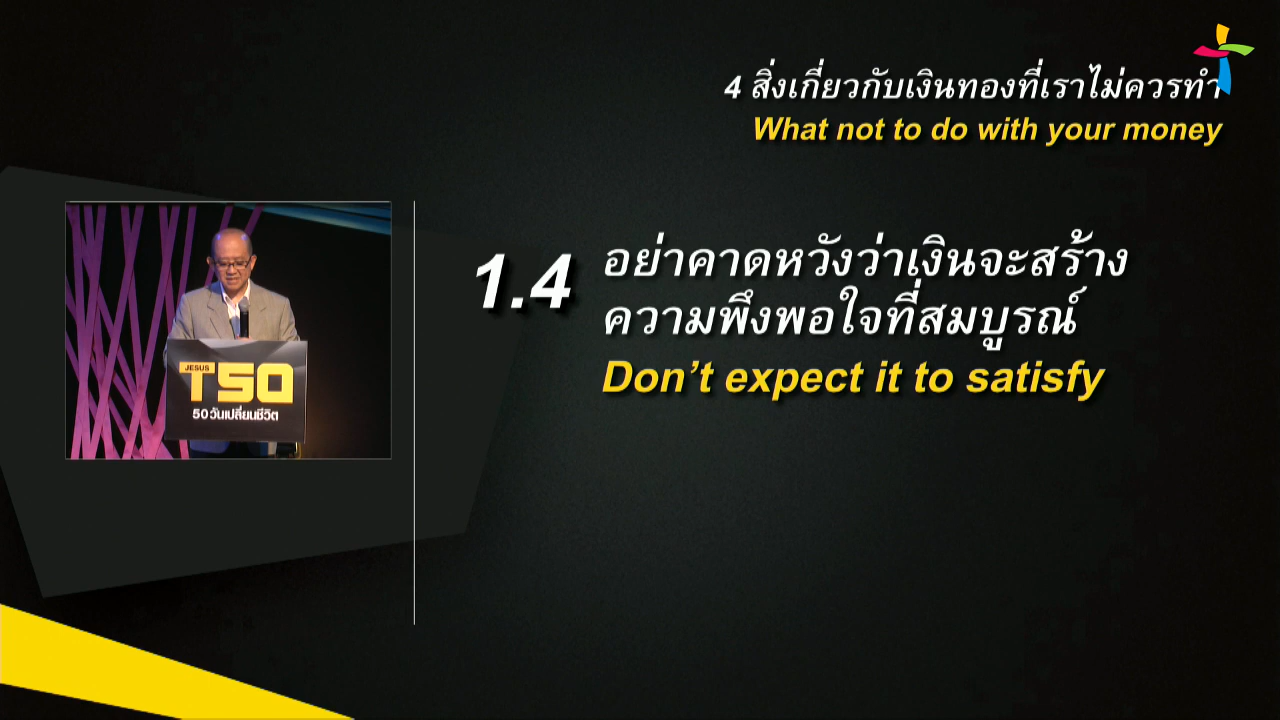 4 สิ่งเกี่ยวกับเงินทองที่เราไม่ควรทำ
What not to do with your money
1.4 อย่าคาดหวังว่าเงินจะสร้าง
ความพึงพอใจที่สมบูรณ์
Don't expect it to satisfy
JESUS
T50
50 วันเปลี่ยนชีวิต